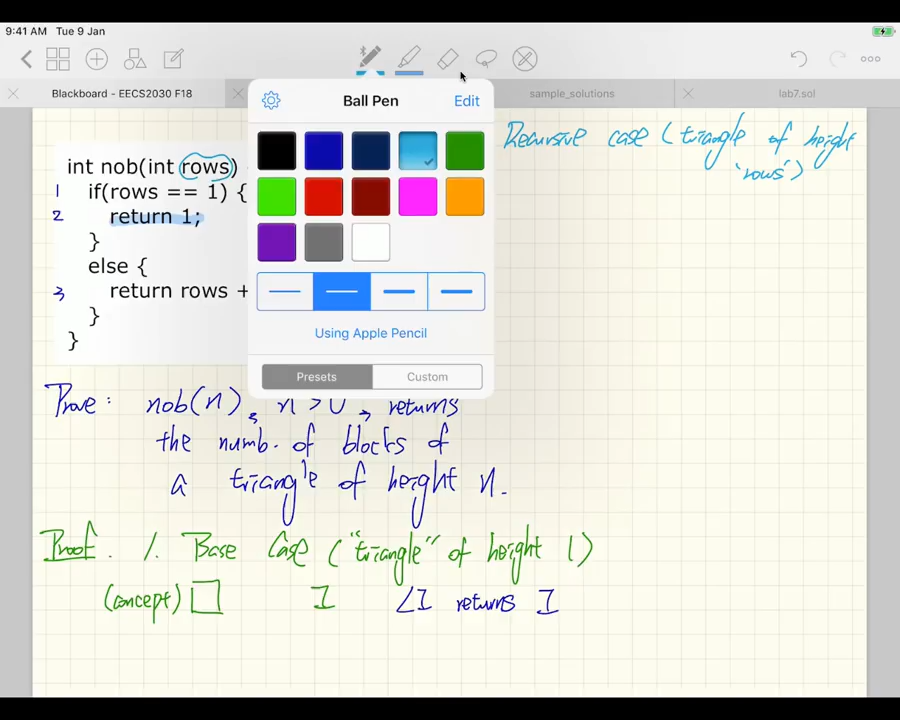 9:41 AM Tue 9 Jan
Blackboard - EECS2030 F18
sample_solutions
lab7.sol
Ball Pen
Edit
Using Apple Pencil
Presets
Custom
int nob(int rows)
1 if(rows == 1) {
2 return 1;
}
else {
3 return rows +
}
}
Recursive case (triangle of height
'rows')
Prove: nob(n), n > 0, returns
the numb. of blocks of
a triangle of height n.
Proof. 1. Base Case ("triangle" of height 1)
(concept) 1 L1 returns 1